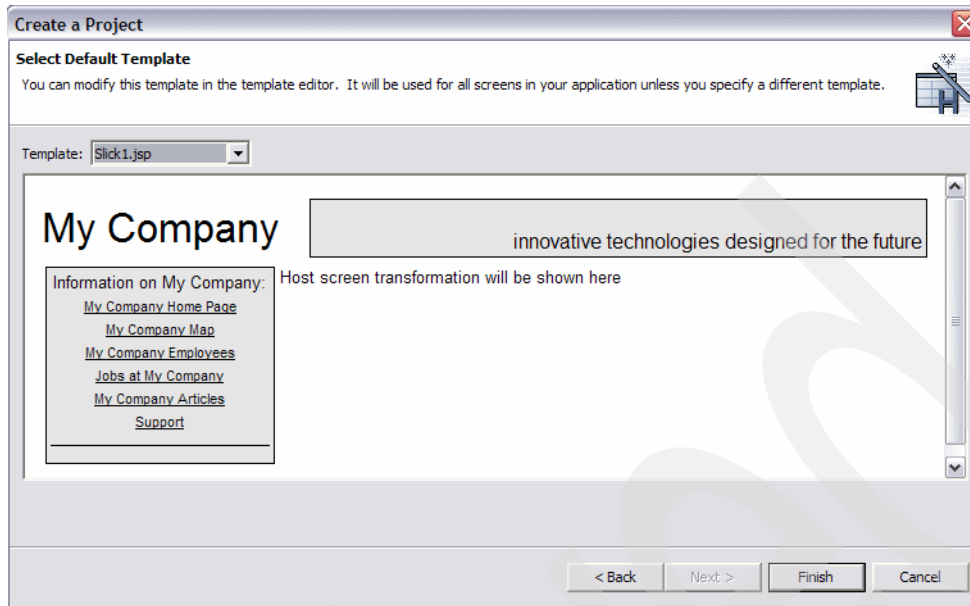 Create a Project
Select Default Template
You can modify this template in the template editor.  It will be used for all screens in your application unless you specify a different template.
Template: Slick1.jsp
My Company
innovative technologies designed for the future
Information on My Company:
My Company Home Page
My Company Map
My Company Employees
Jobs at My Company
My Company Articles
Support
Host screen transformation will be shown here
< Back
Next >
Finish
Cancel